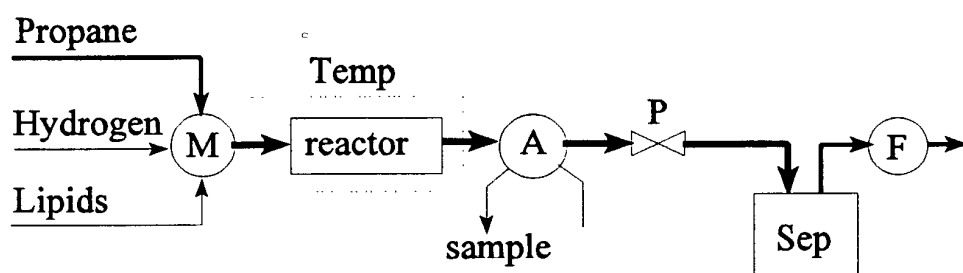 Propane
Temp
Hydrogen
M
reactor
A
P
F
Lipids
sample
Sep